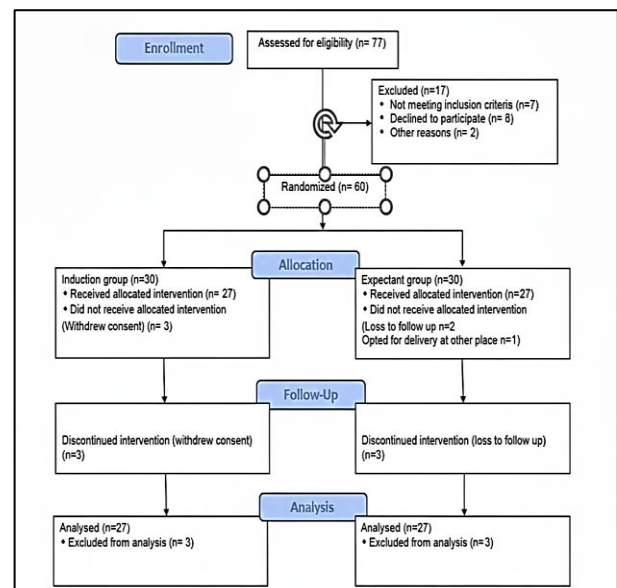 Enrollment
Assessed for eligibility (n= 77)
Excluded (n=17)
♦ Not meeting inclusion criteria (n=7)
♦ Declined to participate (n= 8)
♦ Other reasons (n= 2)
Randomized (n= 60)
Allocation
Induction group (n=30)
♦ Received allocated intervention (n= 27)
♦ Did not receive allocated intervention
(Withdrew consent) (n= 3)
Expectant group (n=30)
♦ Received allocated intervention (n=27)
♦ Did not receive allocated intervention
(Loss to follow up n=2
Opted for delivery at other place n=1)
Follow-Up
Discontinued intervention (withdrew consent)
(n=3)
Discontinued intervention (loss to follow up)
(n=3)
Analysis
Analysed (n=27)
♦ Excluded from analysis (n= 3)
Analysed (n=27)
♦ Excluded from analysis (n=3)